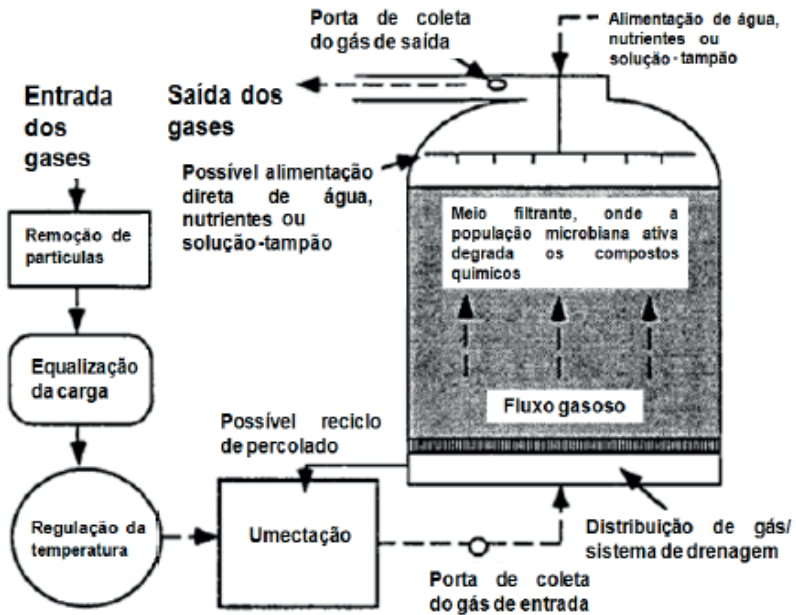 Porta de coleta
do gás de saída
Alimentação de água,
nutrientes ou
solução-tampão
Entrada
dos
gases
Saída dos
gases
Possível alimentação
direta de água,
nutrientes ou
solução-tampão
Meio filtrante, onde a
população microbiana ativa
degrada os compostos
químicos
Remoção de
particulas
Equalização
da carga
Fluxo gasoso
Possível reciclo
de percolado
Regulação da
temperatura
Umectação
Distribuição de gás/
sistema de drenagem
Porta de coleta
do gás de entrada